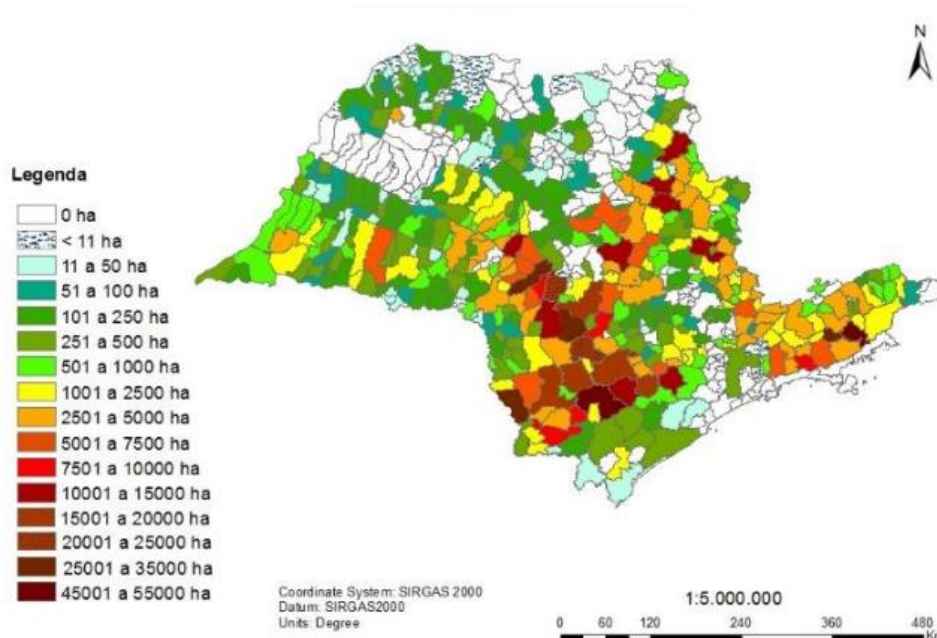 N
Legenda
0 ha
< 11 ha
11 a 50 ha
51 a 100 ha
101 a 250 ha
251 a 500 ha
501 a 1000 ha
1001 a 2500 ha
2501 a 5000 ha
5001 a 7500 ha
7501 a 10000 ha
10001 a 15000 ha
15001 a 20000 ha
20001 a 25000 ha
25001 a 35000 ha
45001 a 55000 ha
Coordinate System: SIRGAS 2000
Datum: SIRGAS2000
Units: Degree
1:5.000.000
0 60 120 240 360 480